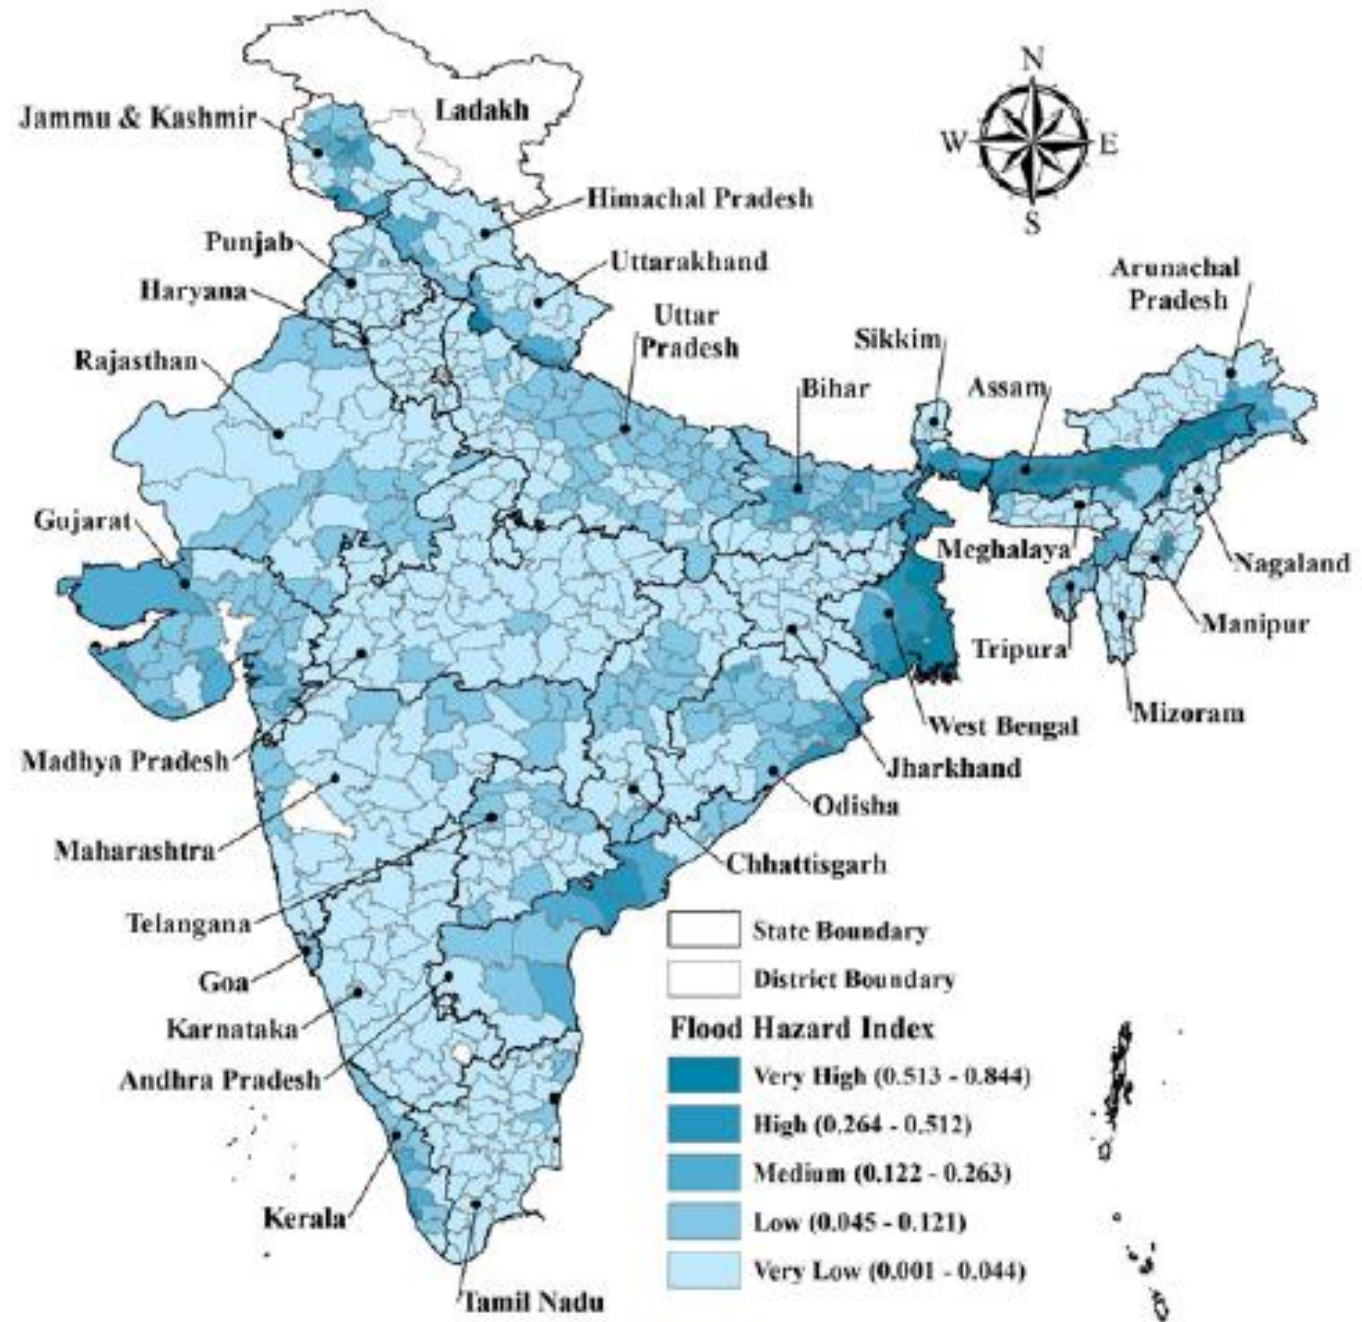 N
Jammu & Kashmir
Ladakh
W
E
S
Himachal Pradesh
Punjab
Uttarakhand
Arunachal
Pradesh
Haryana
Uttar
Pradesh
Sikkim
Rajasthan
Bihar
Assam
Gujarat
Meghalaya
Nagaland
Manipur
Tripura
Mizoram
West Bengal
Madhya Pradesh
Jharkhand
Odisha
Maharashtra
Chhattisgarh
Telangana
Goa
Karnataka
Andhra Pradesh
Kerala
Tamil Nadu
State Boundary
District Boundary
Flood Hazard Index
Very High (0.513 - 0.844)
High (0.264 - 0.512)
Medium (0.122 - 0.263)
Low (0.045 - 0.121)
Very Low (0.001 - 0.044)